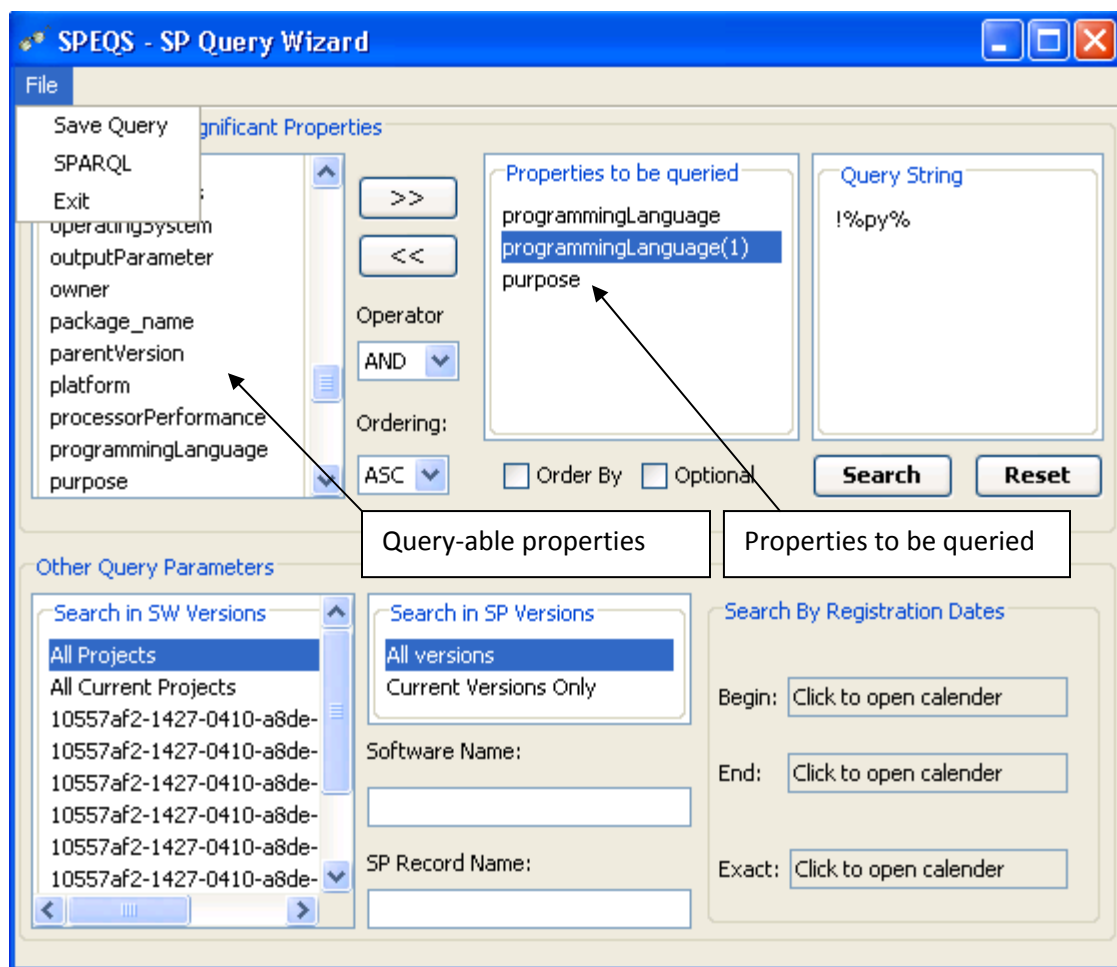 SPEQS - SP Query Wizard
File
Save Query
SPARQL
Exit
gnificant Properties
operatingSystem
outputParameter
owner
package_name
parentVersion
platform
processorPerformance
programmingLanguage
purpose
>>
<<
Operator
AND
Ordering:
ASC
Properties to be queried
programmingLanguage
programmingLanguage(1)
purpose
Order By
Optional
Query String
!%py%
Search
Reset
Query-able properties
Properties to be queried
Other Query Parameters
Search in SW Versions
All Projects
All Current Projects
10557af2-1427-0410-a8de-
10557af2-1427-0410-a8de-
10557af2-1427-0410-a8de-
10557af2-1427-0410-a8de-
10557af2-1427-0410-a8de-
10557af2-1427-0410-a8de-
Search in SP Versions
All versions
Current Versions Only
Software Name:
SP Record Name:
Search By Registration Dates
Begin: Click to open calender
End: Click to open calender
Exact: Click to open calender